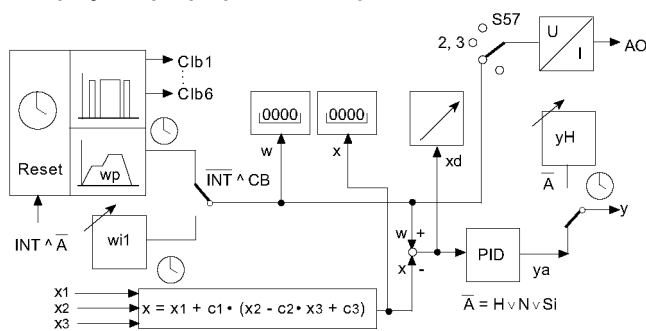 S57
2, 3
U
I
AO
Clb1
Clb6
0000
0000
Reset
wp
w
x
xd
yH
A̅
I̅N̅T̅ ^ CB
INT ^ A̅
wi1
w +
x -
PID
ya
y
x1
x2
x3
x = x1 + c1 • (x2 - c2 • x3 + c3)
A̅ = H ∨ N ∨ Si